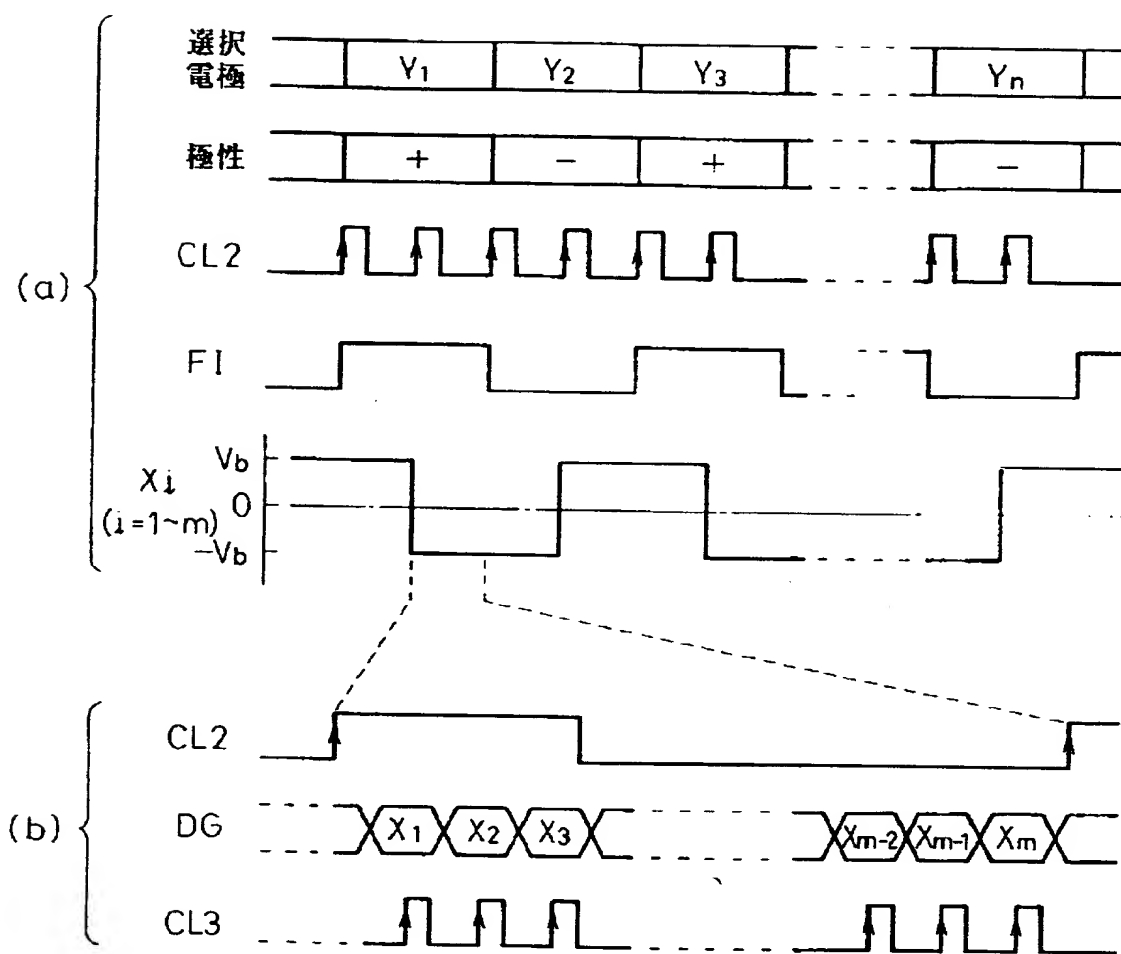 (a)
選択
電極
Y1 Y2 Y3 Yn
極性
+ - + -
CL2
FI
Xi
(i=1~m)
Vb
0
-Vb
(b)
CL2
DG
X1 X2 X3 Xm-2 Xm-1 Xm
CL3